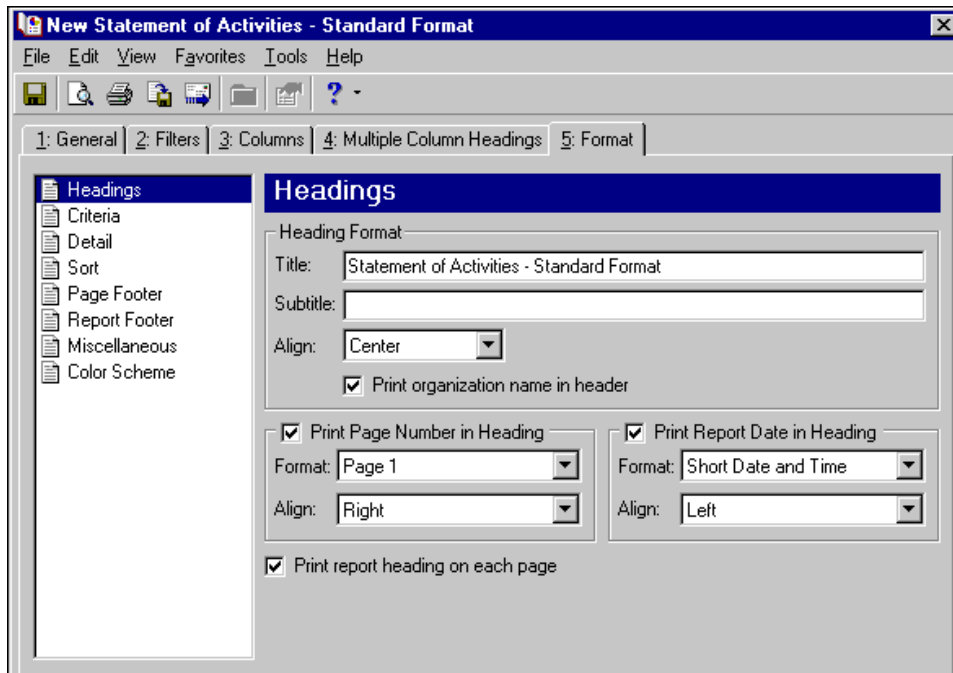 New Statement of Activities - Standard Format
File Edit View Favorites Tools Help
?
1: General 2: Filters 3: Columns 4: Multiple Column Headings 5: Format
Headings
Criteria
Detail
Sort
Page Footer
Report Footer
Miscellaneous
Color Scheme
Headings
Heading Format
Title: Statement of Activities - Standard Format
Subtitle:
Align: Center
Print organization name in header
Print Page Number in Heading
Format: Page 1
Align: Right
Print Report Date in Heading
Format: Short Date and Time
Align: Left
Print report heading on each page